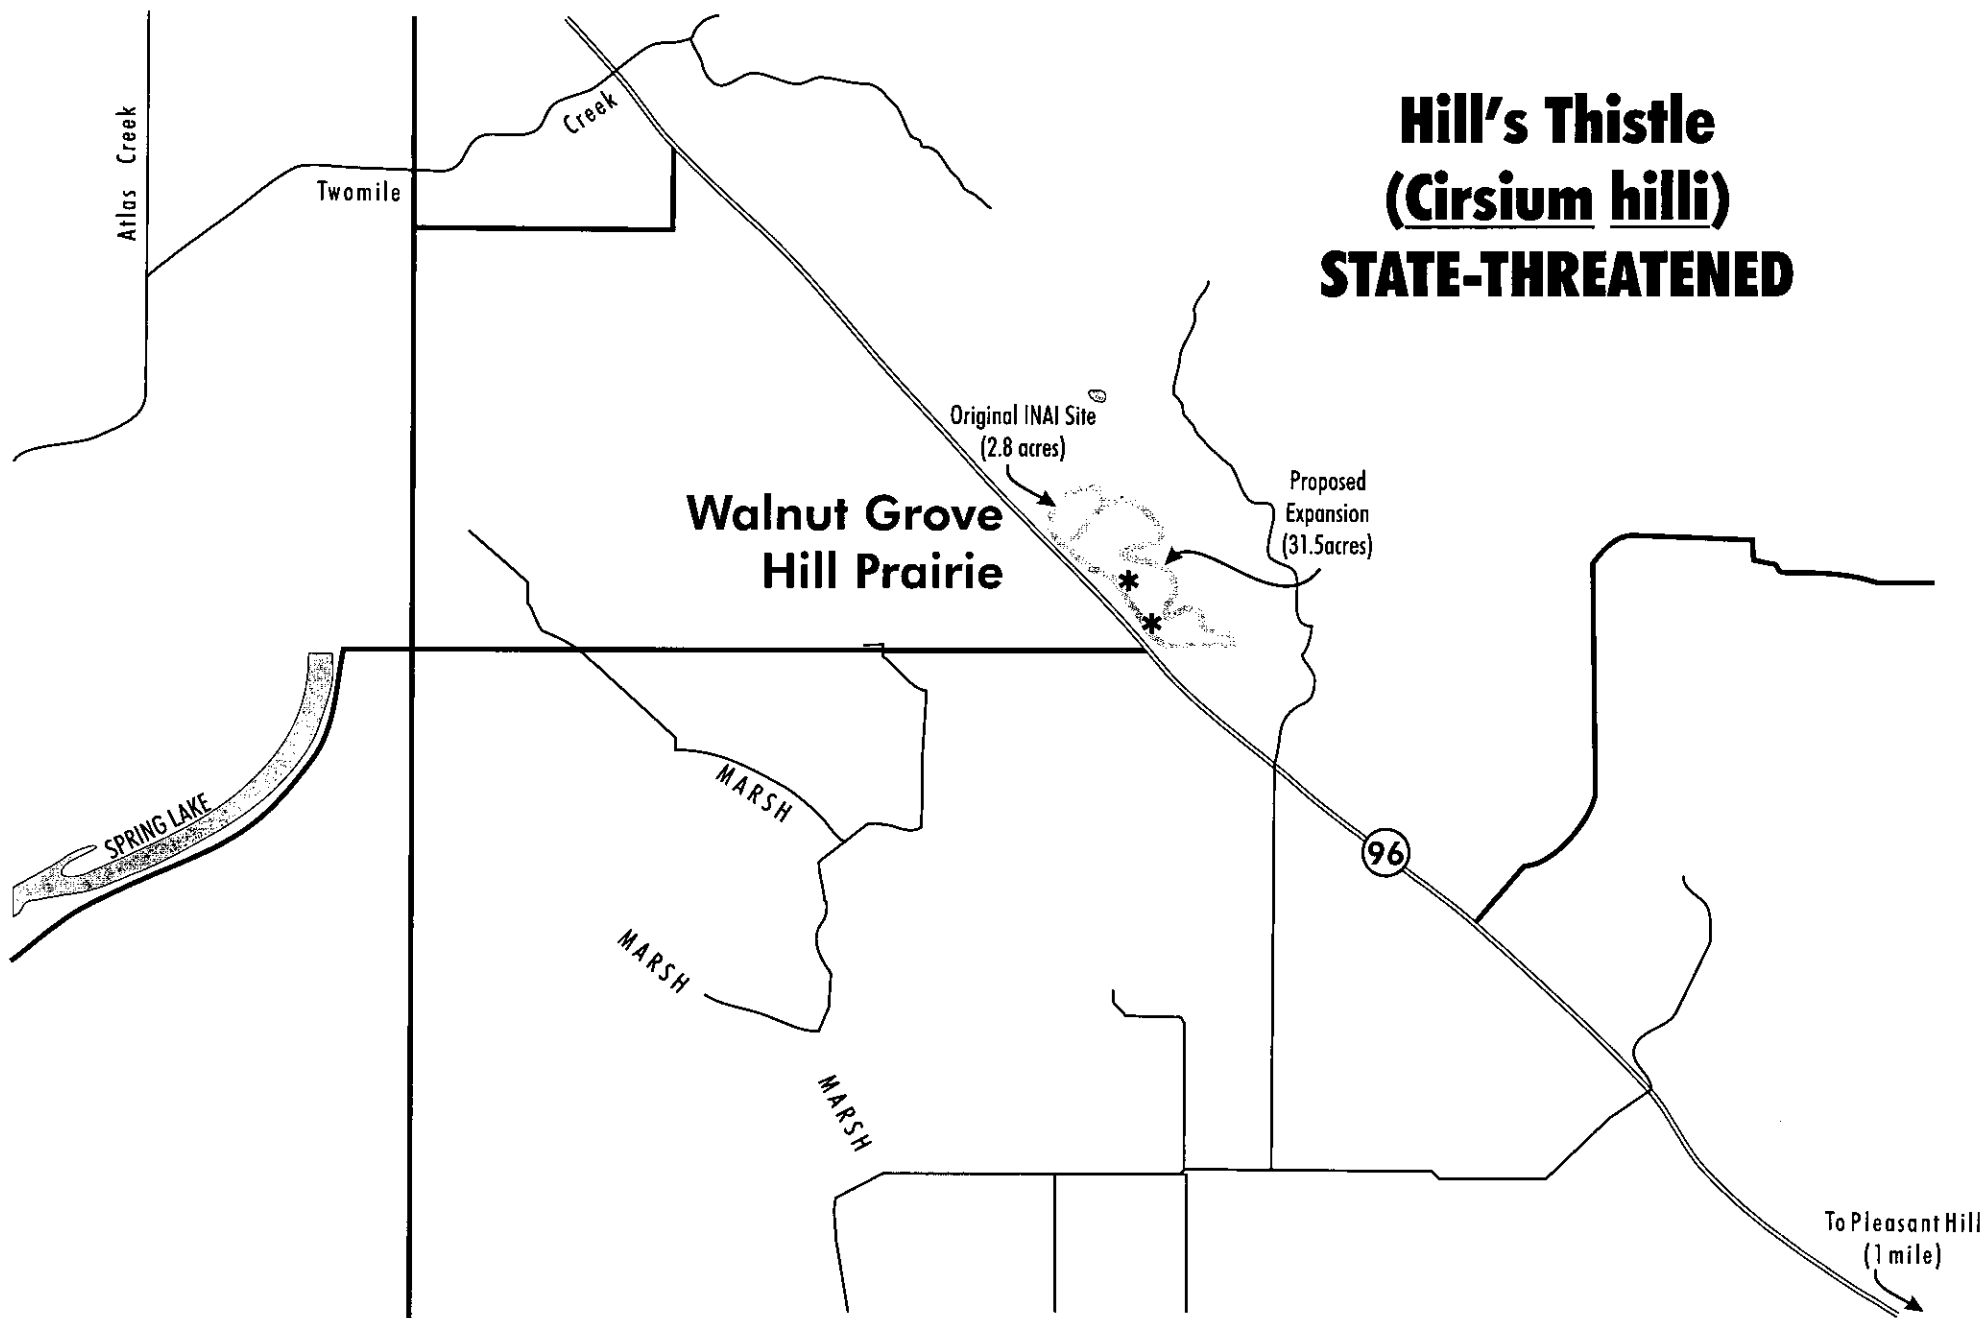 Hill's Thistle
(Cirsium hilli)
STATE-THREATENED
Atlas Creek
Twomile
Creek
Original INAI Site
(2.8 acres)
Proposed
Expansion
(31.5acres)
Walnut Grove
Hill Prairie
*
*
SPRING LAKE
MARSH
MARSH
MARSH
96
To Pleasant Hill
(1 mile)